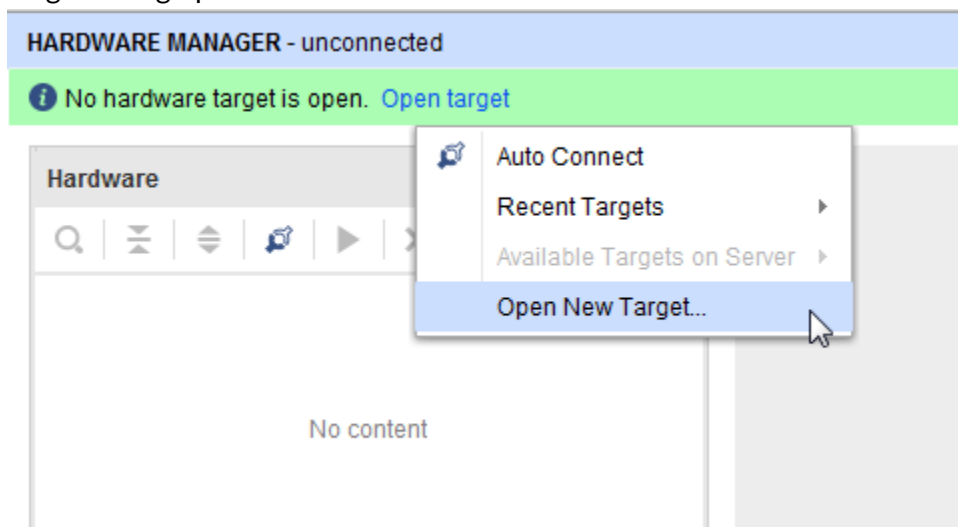 HARDWARE MANAGER - unconnected
No hardware target is open. Open target
Auto Connect
Hardware
Recent Targets
Available Targets on Server
Open New Target...
No content